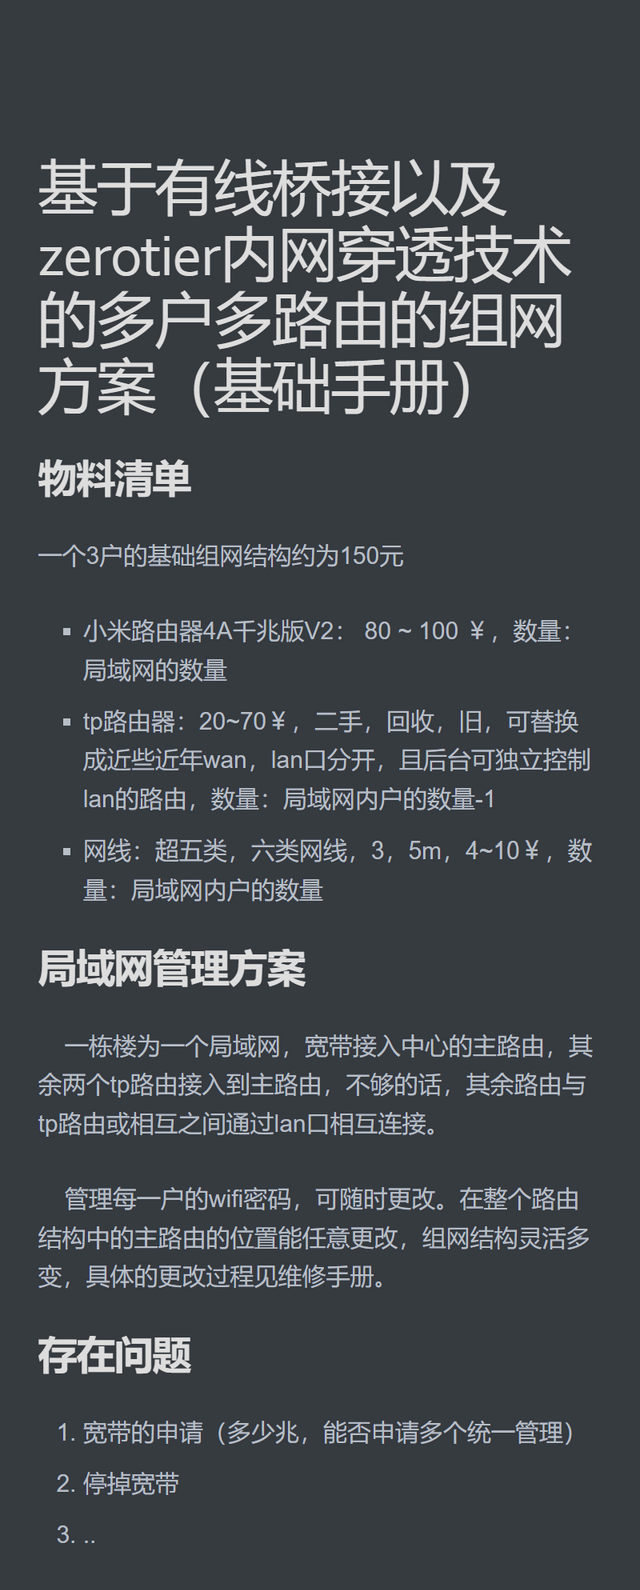 基于有线桥接以及
zerotier内网穿透技术
的多户多路由的组网
方案（基础手册）
物料清单
一个3户的基础组网结构约为150元
小米路由器4A千兆版V2： 80 ~ 100 ￥，数量：
局域网的数量
tp路由器：20~70￥，二手，回收，旧，可替换
成近些近年wan，lan口分开，且后台可独立控制
lan的路由，数量：局域网内户的数量-1
网线：超五类，六类网线，3，5m，4~10￥，数
量：局域网内户的数量
局域网管理方案
一栋楼为一个局域网，宽带接入中心的主路由，其
余两个tp路由接入到主路由，不够的话，其余路由与
tp路由或相互之间通过lan口相互连接。
管理每一户的wifi密码，可随时更改。在整个路由
结构中的主路由的位置能任意更改，组网结构灵活多
变，具体的更改过程见维修手册。
存在问题
1. 宽带的申请（多少兆，能否申请多个统一管理）
2. 停掉宽带
3. ..